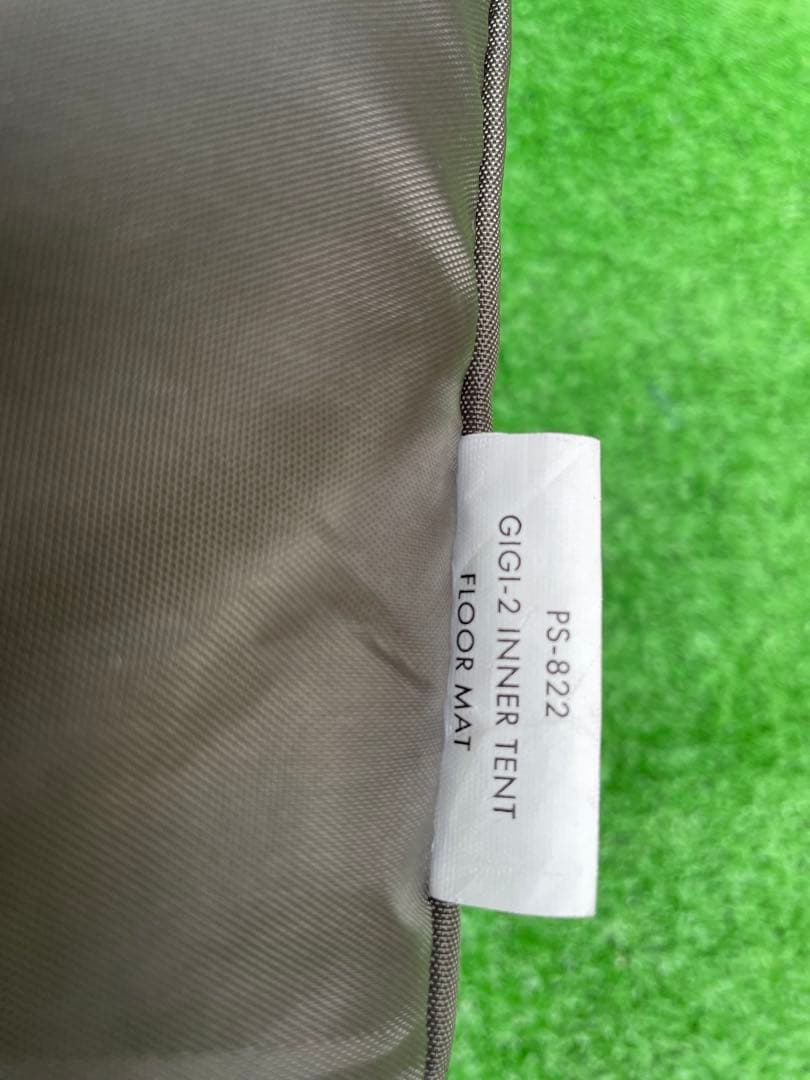 PS-822
GIGI-2 INNER TENT
FLOOR MAT